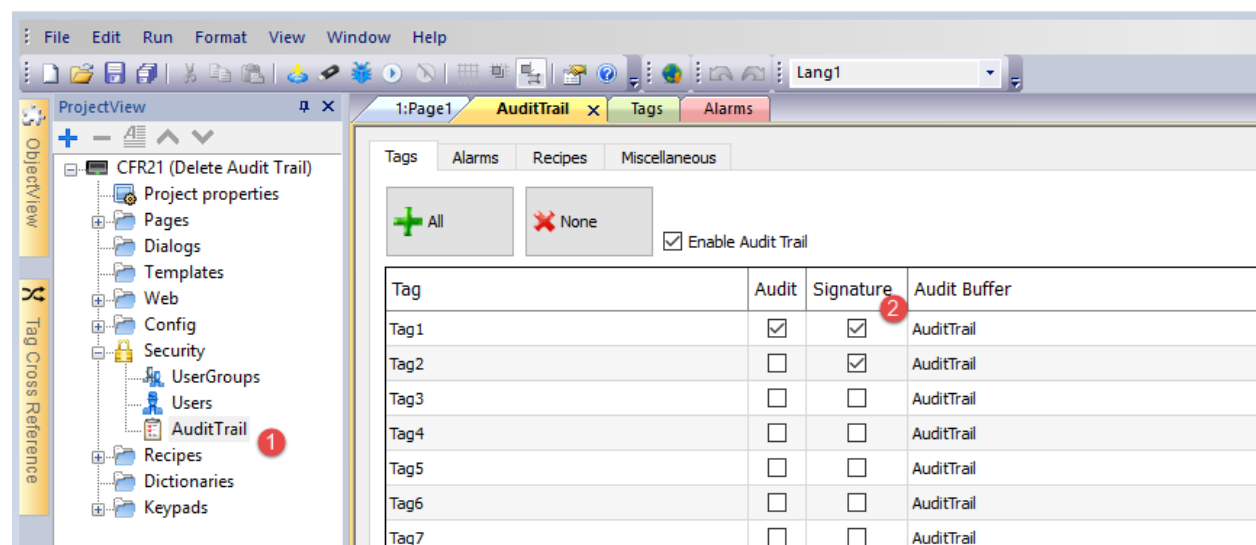 File Edit Run Format View Window Help
Lang1
ProjectView
1:Page1 AuditTrail Tags Alarms
ObjectView
Tag Cross Reference
CFR21 (Delete Audit Trail)
Project properties
Pages
Dialogs
Templates
Web
Config
Security
UserGroups
Users
AuditTrail 1
Recipes
Dictionaries
Keypads
Tags Alarms Recipes Miscellaneous
All None Enable Audit Trail
Tag Audit Signature 2 Audit Buffer
Tag1 AuditTrail
Tag2 AuditTrail
Tag3 AuditTrail
Tag4 AuditTrail
Tag5 AuditTrail
Tag6 AuditTrail
Tag7 AuditTrail